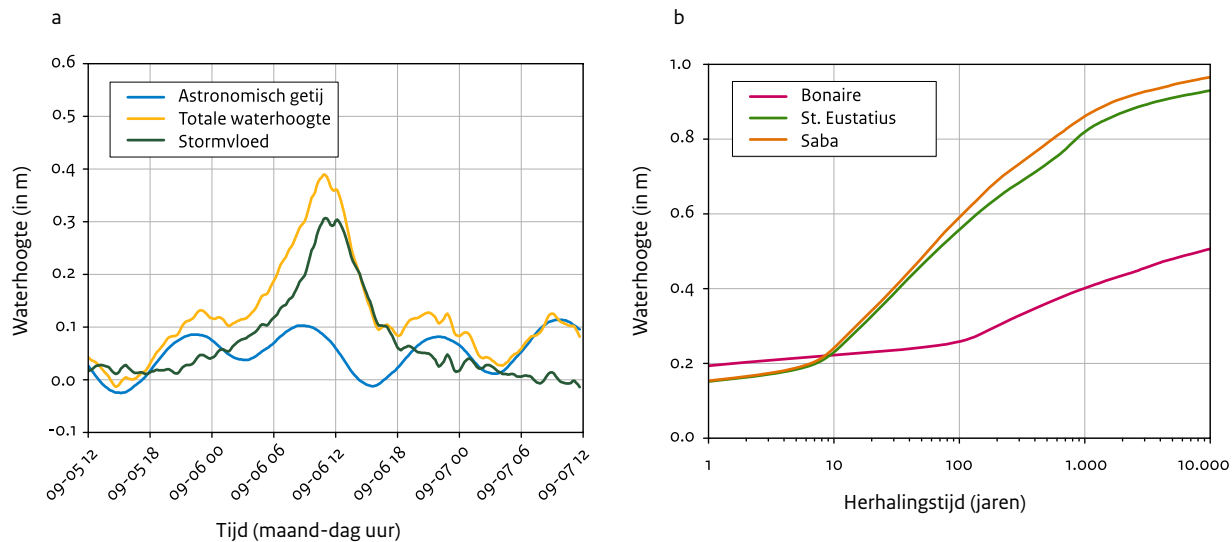 a
Waterhoogte (in m)
0.6
0.5
0.4
0.3
0.2
0.1
0.0
-0.1
Astronomisch getij
Totale waterhoogte
Stormvloed
09-05 12
09-05 18
09-06 00
09-06 06
09-06 12
09-06 18
09-07 00
09-07 06
09-07 12
Tijd (maand-dag uur)
b
Waterhoogte (in m)
1.0
0.8
0.6
0.4
0.2
0.0
Bonaire
St. Eustatius
Saba
1
10
100
1.000
10.000
Herhalingstijd (jaren)